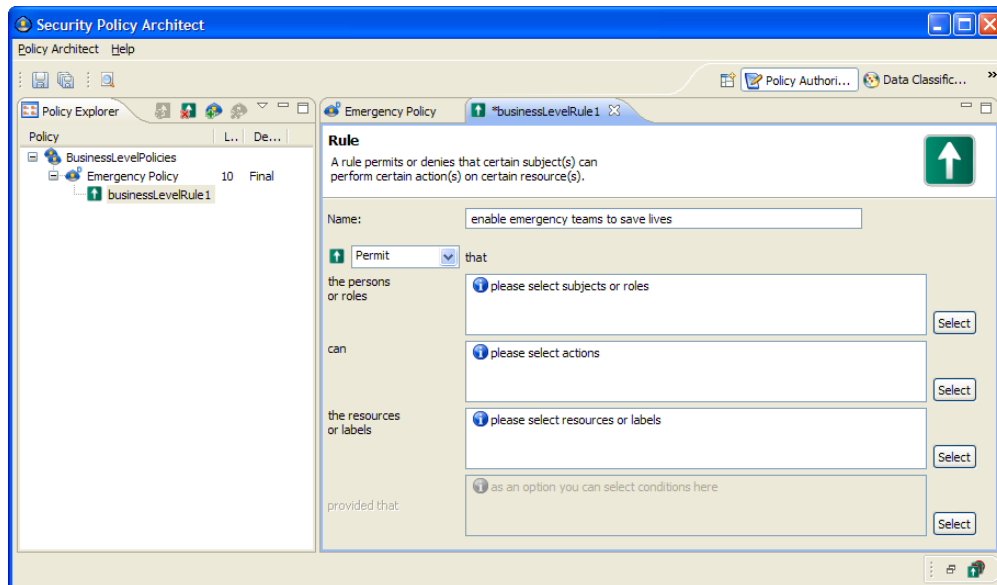 Security Policy Architect
Policy Architect Help
Policy Authori... Data Classific... »
Policy Explorer
Emergency Policy
*businessLevelRule1
Policy L.. De...
BusinessLevelPolicies
Emergency Policy 10 Final
businessLevelRule1
Rule
A rule permits or denies that certain subject(s) can
perform certain action(s) on certain resource(s).
Name: enable emergency teams to save lives
Permit that
the persons
or roles
please select subjects or roles
Select
can
please select actions
Select
the resources
or labels
please select resources or labels
Select
provided that
as an option you can select conditions here
Select